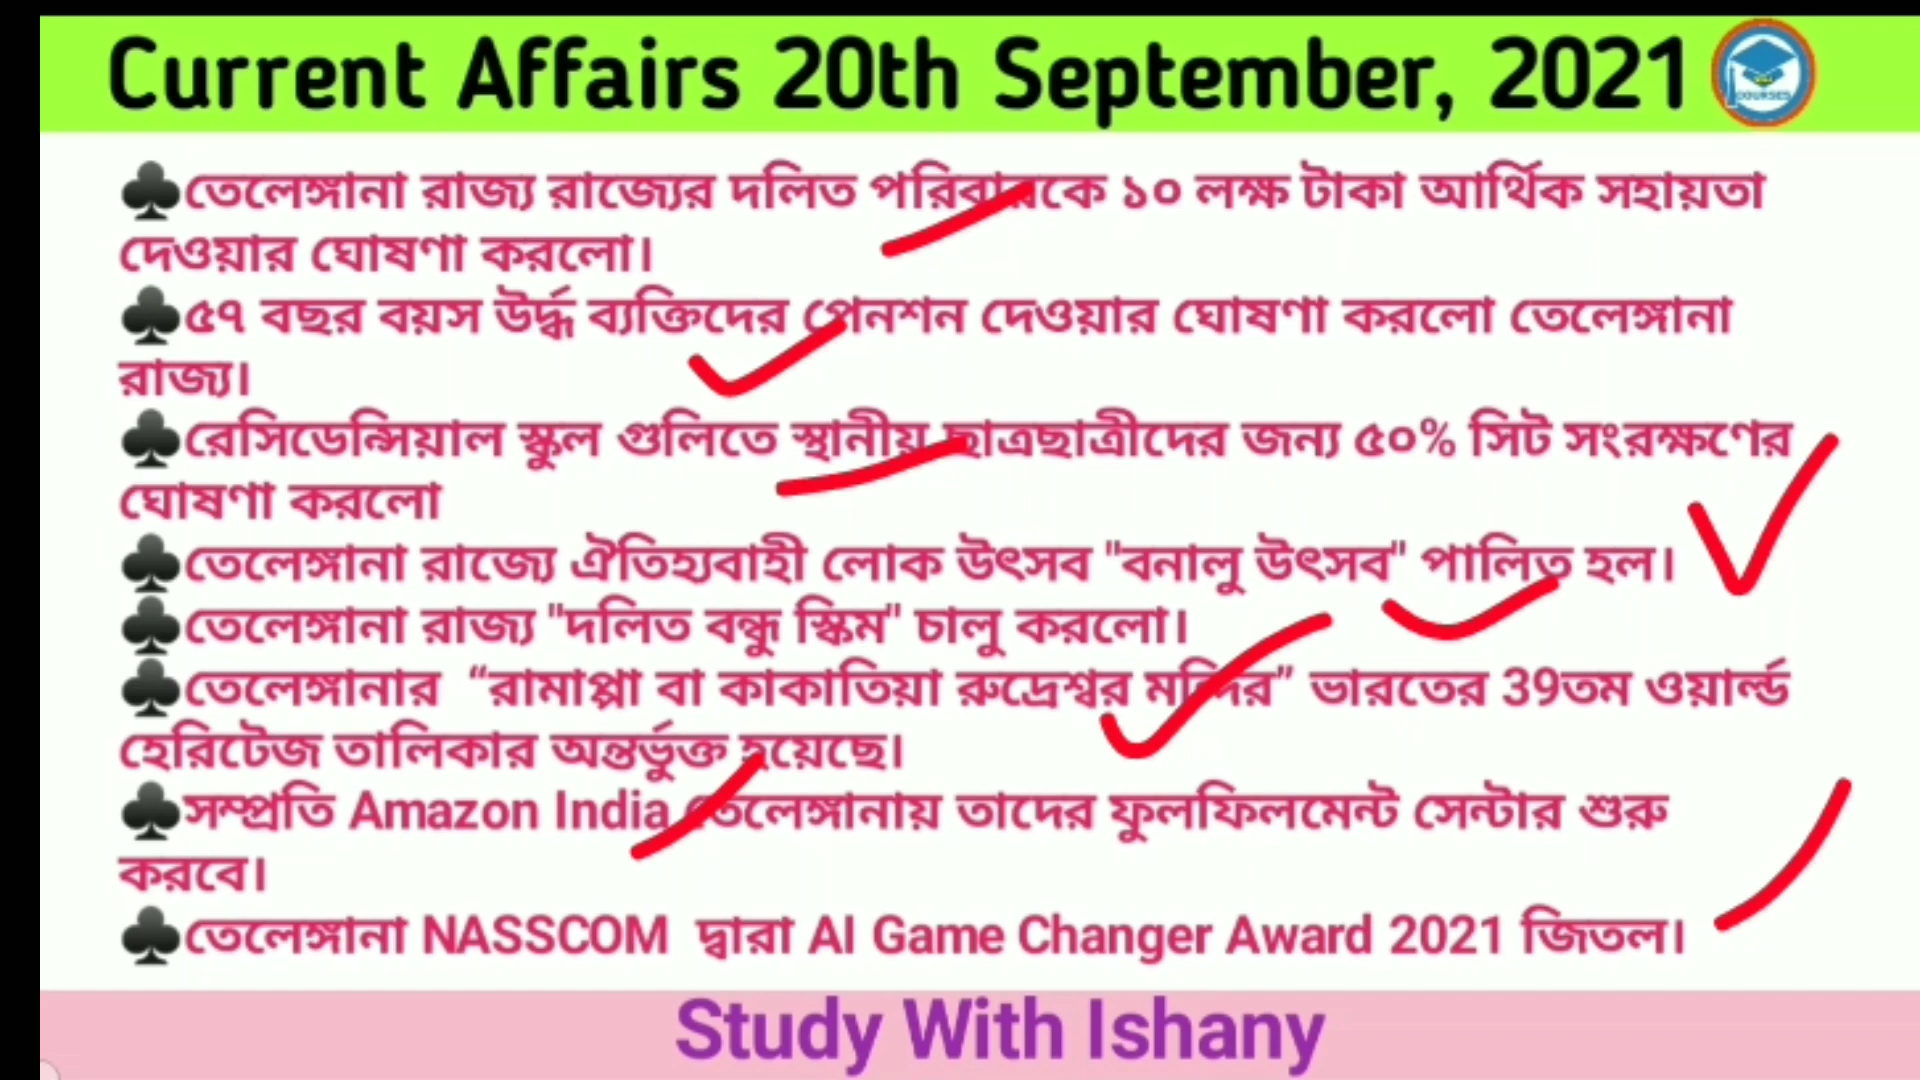 Current Affairs 20th September, 2021
COURSES
♣তেলেঙ্গানা রাজ্য রাজ্যের দলিত পরিবারকে ১০ লক্ষ টাকা আর্থিক সহায়তা
দেওয়ার ঘোষণা করলো।
♣৫৭ বছর বয়স উর্দ্ধ ব্যক্তিদের পেনশন দেওয়ার ঘোষণা করলো তেলেঙ্গানা
রাজ্য।
♣রেসিডেন্সিয়াল স্কুল গুলিতে স্থানীয় ছাত্রছাত্রীদের জন্য ৫০% সিট সংরক্ষণের
ঘোষণা করলো
♣তেলেঙ্গানা রাজ্যে ঐতিহ্যবাহী লোক উৎসব "বনালু উৎসব" পালিত হল।
♣তেলেঙ্গানা রাজ্য "দলিত বন্ধু স্কিম" চালু করলো।
♣তেলেঙ্গানার “রামাপ্পা বা কাকাতিয়া রুদ্রেশ্বর মন্দির” ভারতের 39তম ওয়ার্ল্ড
হেরিটেজ তালিকার অন্তর্ভুক্ত হয়েছে।
♣সম্প্রতি Amazon India তেলেঙ্গানায় তাদের ফুলফিলমেন্ট সেন্টার শুরু
করবে।
♣তেলেঙ্গানা NASSCOM দ্বারা AI Game Changer Award 2021 জিতল।
Study With Ishany